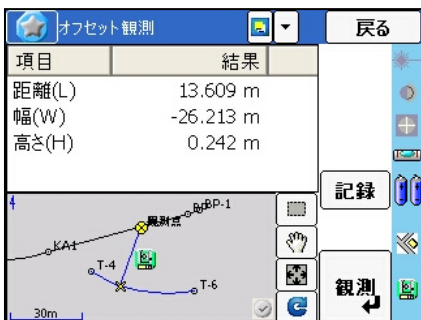 オフセット観測
戻る
項目 結果
距離(L) 13.609 m
幅(W) -26.213 m
高さ(H) 0.242 m
記録
4
BP-1
KA1
T-4
T-6
30m
観測